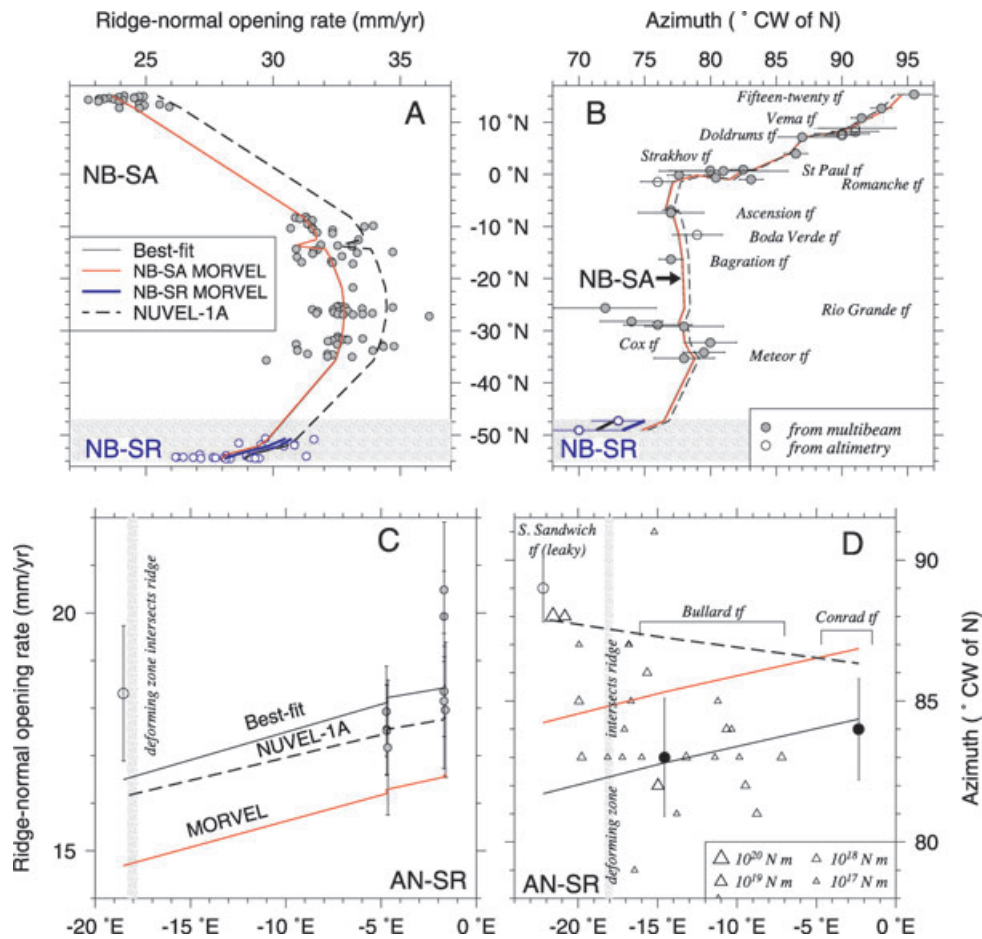 Ridge-normal opening rate (mm/yr)
Azimuth ( ° CW of N)
25 30 35
70 75 80 85 90 95
A
B
NB-SA
Best-fit
NB-SA MORVEL
NB-SR MORVEL
NUVEL-1A
NB-SR
10 °N
0 °N
-10 °N
-20 °N
-30 °N
-40 °N
-50 °N
Fifteen-twenty tf
Vema tf
Doldrums tf
Strakhov tf
St Paul tf
Romanche tf
Ascension tf
Boda Verde tf
Bagration tf
NB-SA
Rio Grande tf
Cox tf
Meteor tf
from multibeam
from altimetry
NB-SR
Ridge-normal opening rate (mm/yr)
20
15
C
deforming zone intersects ridge
Best-fit
NUVEL-1A
MORVEL
AN-SR
-20 °E -15 °E -10 °E -5 °E 0 °E
D
S. Sandwich
tf (leaky)
Bullard tf
Conrad tf
deforming zone intersects ridge
10²⁰ N m
10¹⁸ N m
10¹⁹ N m
10¹⁷ N m
AN-SR
-20 °E -15 °E -10 °E -5 °E 0 °E
90
85
80
Azimuth ( ° CW of N)